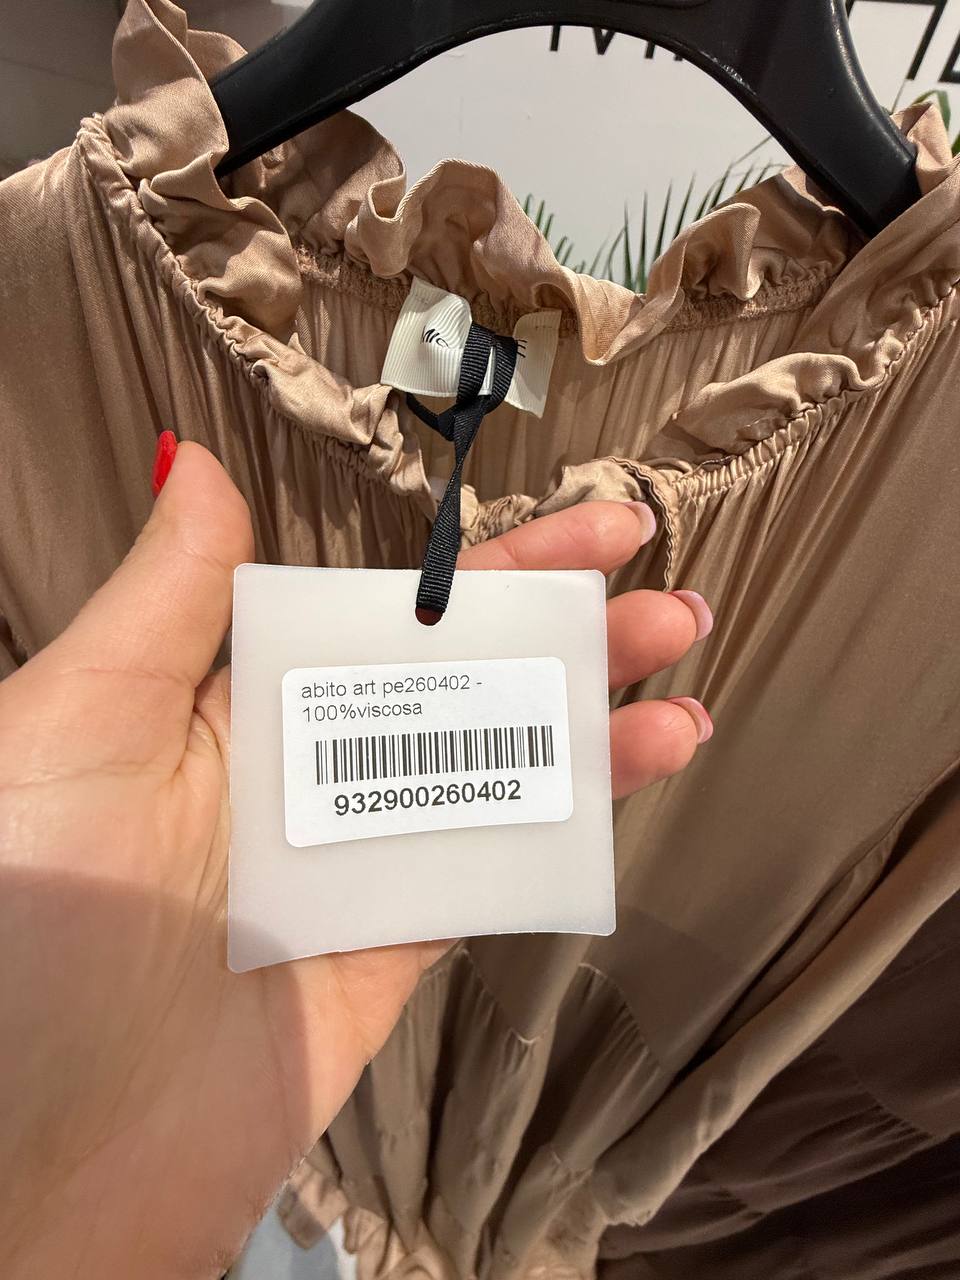 abito art pe260402 -
100%viscosa
932900260402